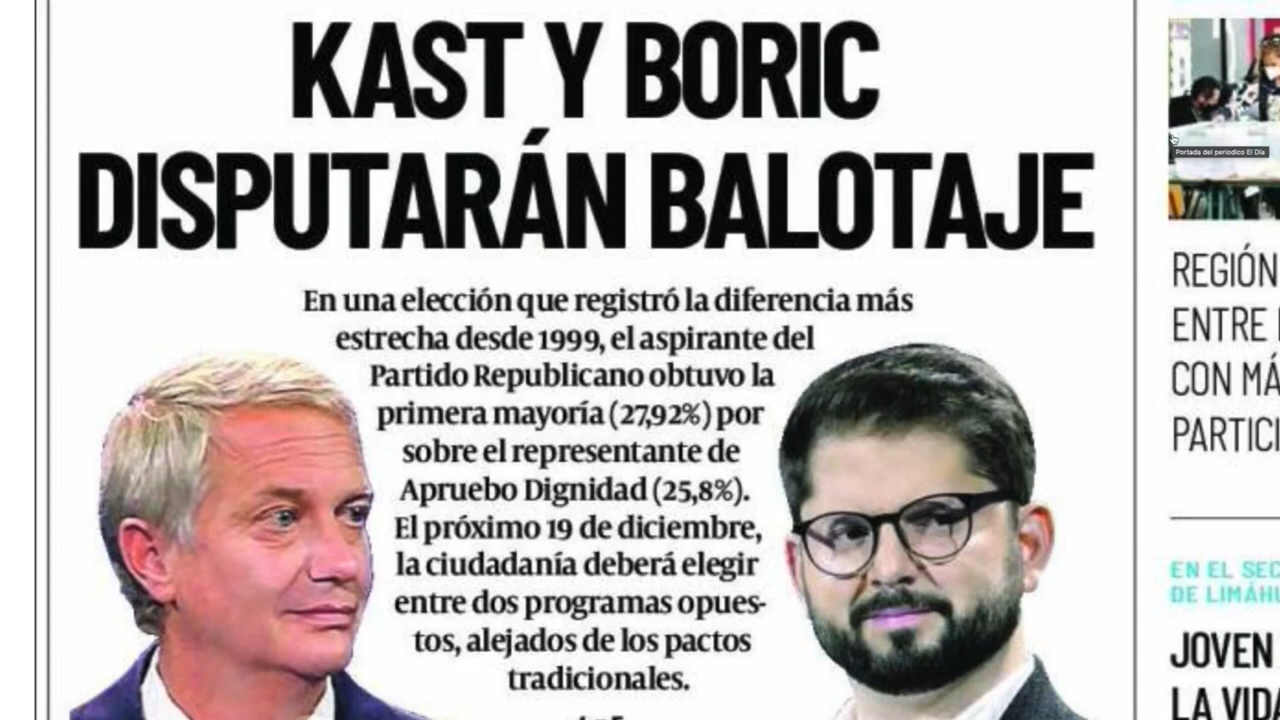 KAST Y BORIC
DISPUTARÁN BALOTAJE
En una elección que registró la diferencia más
estrecha desde 1999, el aspirante del
Partido Republicano obtuvo la
primera mayoría (27,92%) por
sobre el representante de
Apruebo Dignidad (25,8%).
El próximo 19 de diciembre,
la ciudadanía deberá elegir
entre dos programas opues-
tos, alejados de los pactos
tradicionales.
Portada del periodico El Día
REGIÓN
ENTRE
CON MÁ
PARTICI
EN EL SEC
DE LIMÁHU
JOVEN
LA VIDA